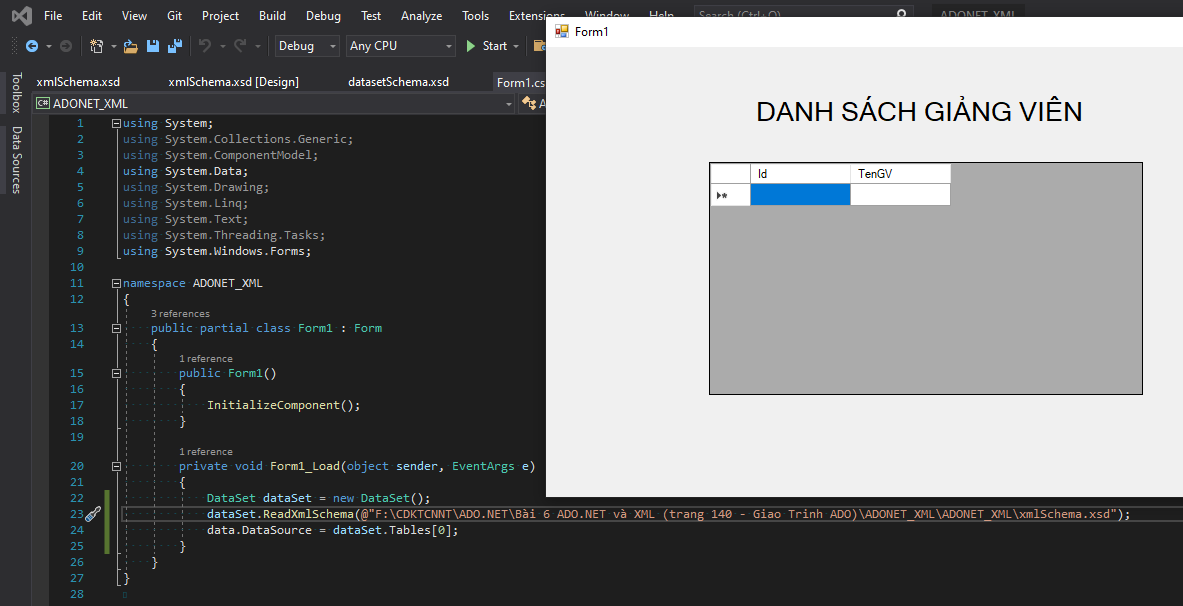 File Edit View Git Project Build Debug Test Analyze Tools Extensions Window Help Search (Ctrl+Q) ADONET_XML
Debug Any CPU Start
Form1
xmlSchema.xsd xmlSchema.xsd [Design] datasetSchema.xsd Form1.cs
Toolbox
Data Sources
C# ADONET_XML A
1 using System;
2 using System.Collections.Generic;
3 using System.ComponentModel;
4 using System.Data;
5 using System.Drawing;
6 using System.Linq;
7 using System.Text;
8 using System.Threading.Tasks;
9 using System.Windows.Forms;
10
11 namespace ADONET_XML
12 {
3 references
13 public partial class Form1 : Form
14 {
1 reference
15 public Form1()
16 {
17 InitializeComponent();
18 }
19
1 reference
20 private void Form1_Load(object sender, EventArgs e)
21 {
22 DataSet dataSet = new DataSet();
23 dataSet.ReadXmlSchema(@"F:\CDKTCNNT\ADO.NET\Bài 6 ADO.NET và XML (trang 140 - Giao Trinh ADO)\ADONET_XML\ADONET_XML\xmlSchema.xsd");
24 data.DataSource = dataSet.Tables[0];
25 }
26 }
27 }
28
DANH SÁCH GIẢNG VIÊN
Id TenGV